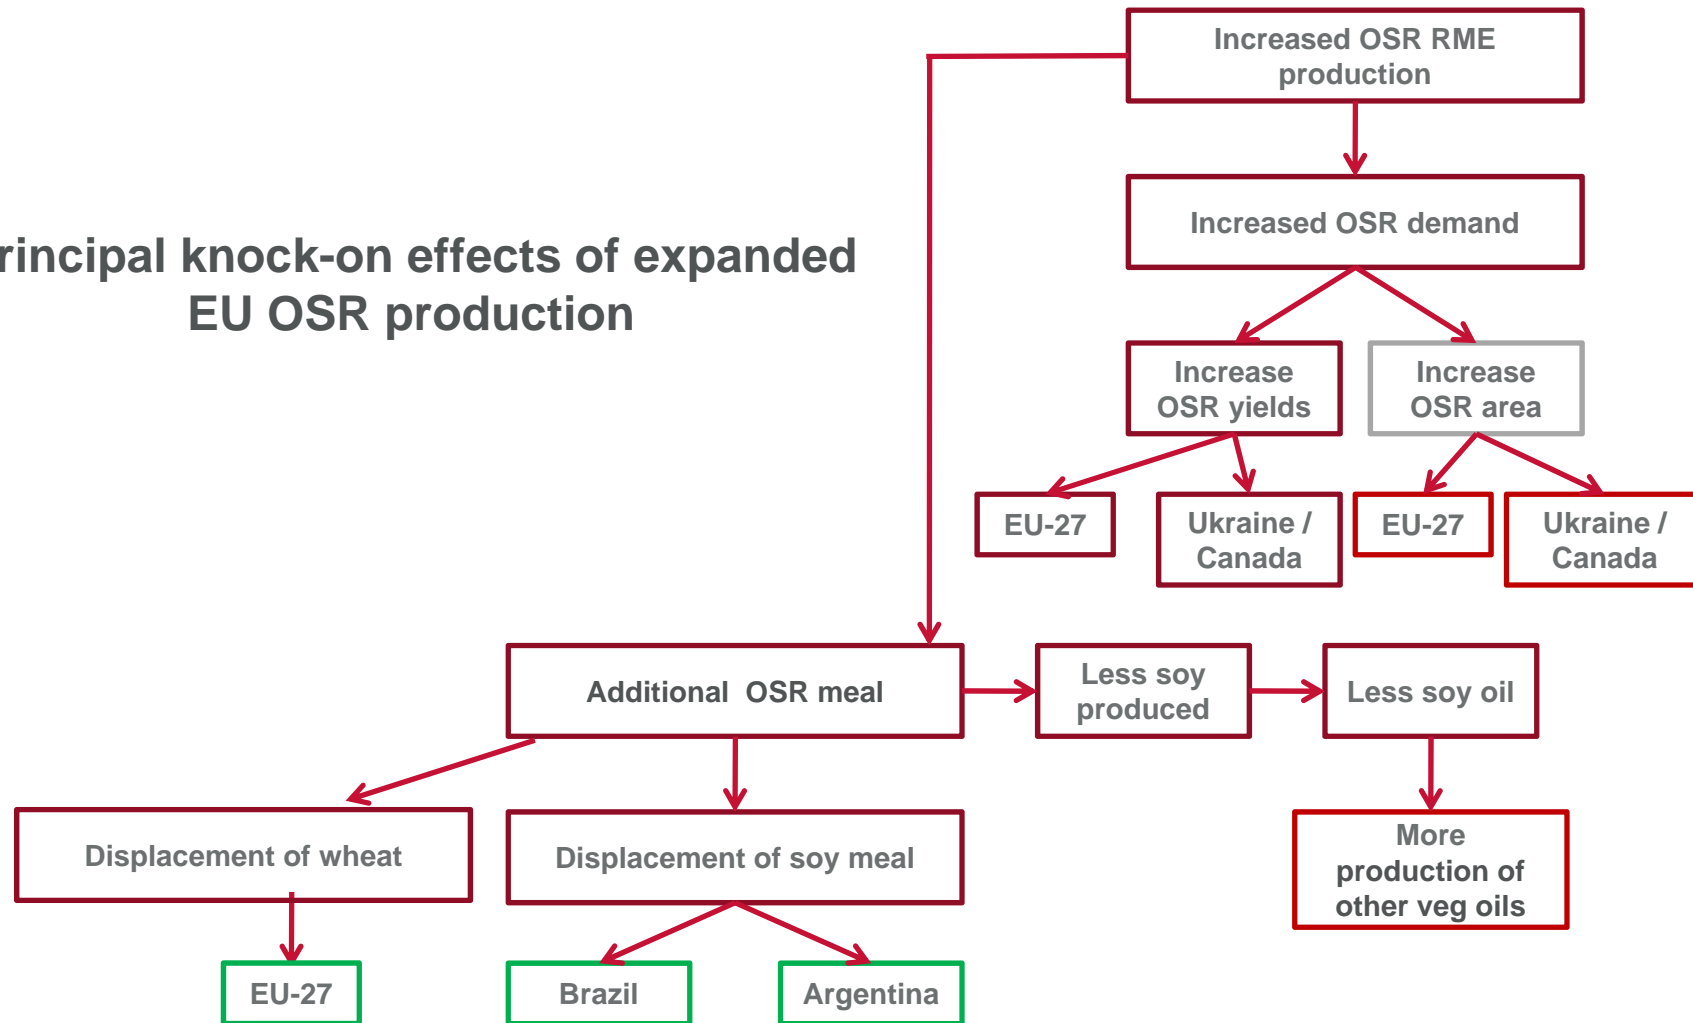 Increased OSR RME
production
Increased OSR demand
rincipal knock-on effects of expanded
EU OSR production
Increase
OSR yields
Increase
OSR area
EU-27
Ukraine /
Canada
EU-27
Ukraine /
Canada
Additional OSR meal
Less soy
produced
Less soy oil
Displacement of wheat
Displacement of soy meal
More
production of
other veg oils
EU-27
Brazil
Argentina